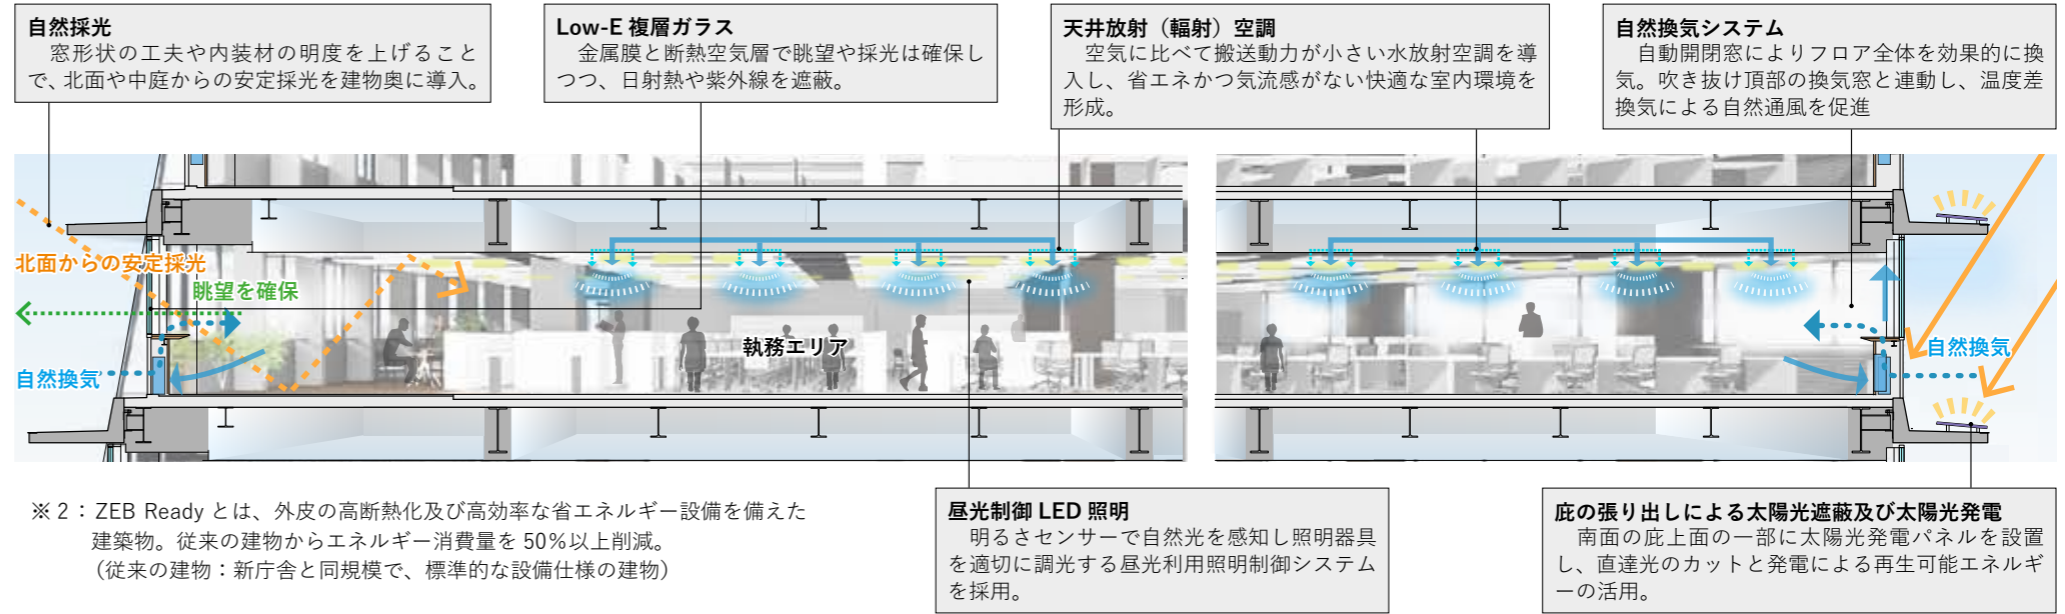 自然採光
窓形状の工夫や内装材の明度を上げること
で、北面や中庭からの安定採光を建物奥に導入。
Low-E 複層ガラス
金属膜と断熱空気層で眺望や採光は確保し
つつ、日射熱や紫外線を遮蔽。
天井放射（輻射）空調
空気に比べて搬送動力が小さい水放射空調を導
入し、省エネかつ気流感がない快適な室内環境を
形成。
自然換気システム
自動開閉窓によりフロア全体を効果的に換
気。吹き抜け頂部の換気窓と連動し、温度差
換気による自然通風を促進
北面からの安定採光
眺望を確保
自然換気
執務エリア
自然換気
※2：ZEB Ready とは、外皮の高断熱化及び高効率な省エネルギー設備を備えた
建築物。従来の建物からエネルギー消費量を 50％以上削減。
（従来の建物：新庁舎と同規模で、標準的な設備仕様の建物）
昼光制御 LED 照明
明るさセンサーで自然光を感知し照明器具
を適切に調光する昼光利用照明制御システム
を採用。
庇の張り出しによる太陽光遮蔽及び太陽光発電
南面の庇上面の一部に太陽光発電パネルを設置
し、直達光のカットと発電による再生可能エネルギ
ーの活用。